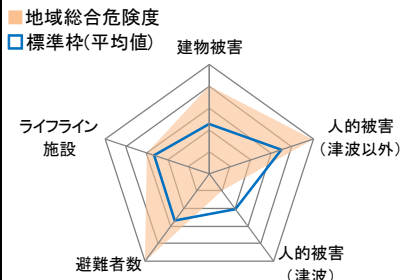 地域総合危険度
標準枠(平均値)
建物被害
人的被害
(津波以外)
人的被害
(津波)
避難者数
ライフライン
施設